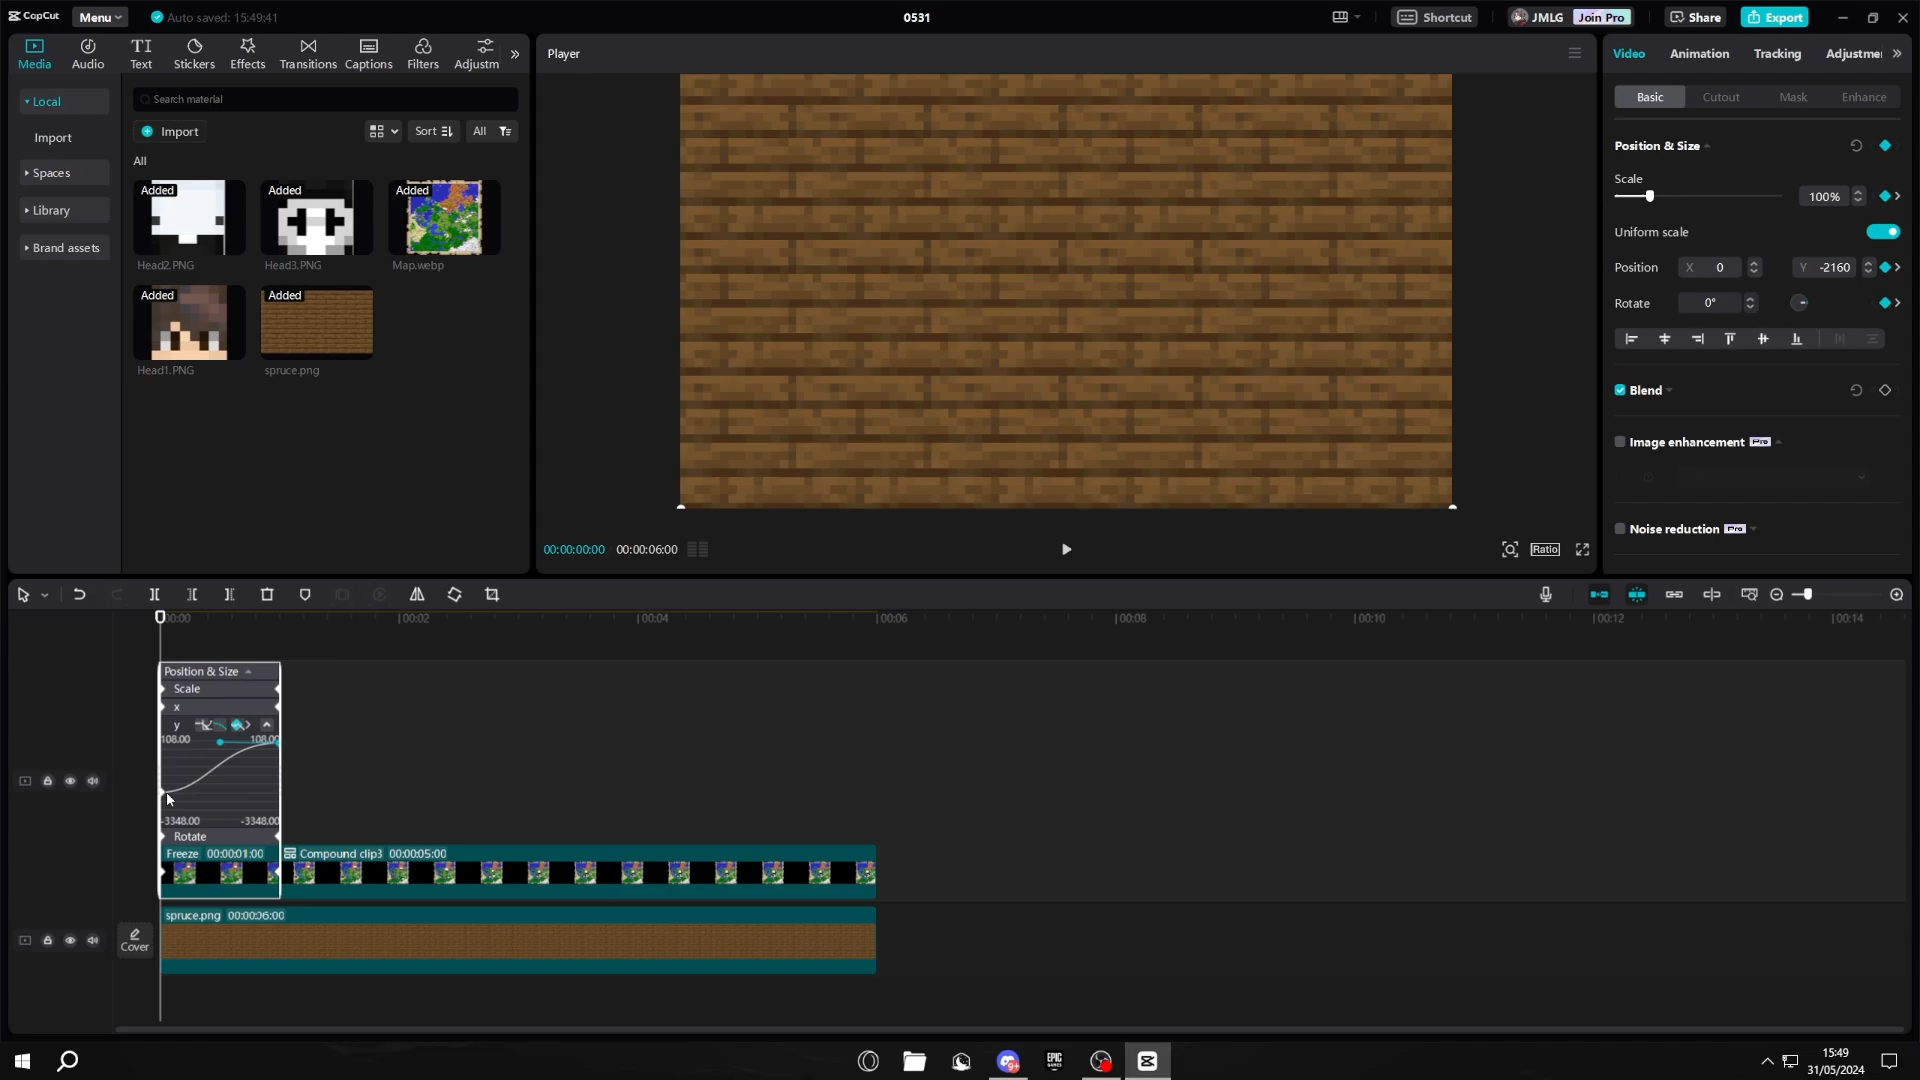 CapCut
Menu
Auto saved: 15:49:41
0531
Shortcut
JMLG
Join Pro
Share
Export
Media
Audio
Text
Stickers
Effects
Transitions
Captions
Filters
Adjustm
Player
Video
Animation
Tracking
Adjustme
Local
Import
Spaces
Library
Brand assets
Search material
Import
Sort
All
All
Added
Added
Added
Head2.PNG
Head3.PNG
Map.webp
Added
Added
Head1.PNG
spruce.png
Basic
Cutout
Mask
Enhance
Position & Size
Scale
100%
Uniform scale
Position
X 0
Y -2160
Rotate
0°
Blend
Image enhancement
Pro
Noise reduction
Pro
00:00:00:00
00:00:06:00
Ratio
00:00
00:02
00:04
00:06
00:08
00:10
00:12
00:14
Position & Size
Scale
x
y
108.00
108.00
-3348.00
-3348.00
Rotate
Freeze 00:00:01:00
Compound clip3 00:00:05:00
spruce.png 00:00:06:00
Cover
9+
15:49
31/05/2024
EPIC
GAMES